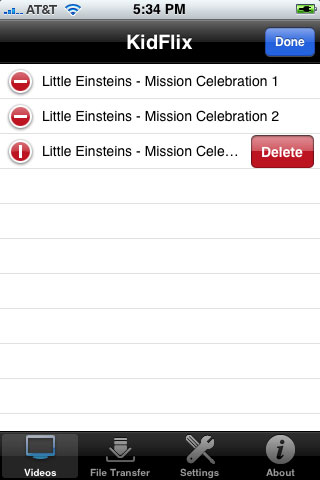 AT&T 5:34 PM
KidFlix Done
Little Einsteins - Mission Celebration 1
Little Einsteins - Mission Celebration 2
Little Einsteins - Mission Cele... Delete
Videos File Transfer Settings About